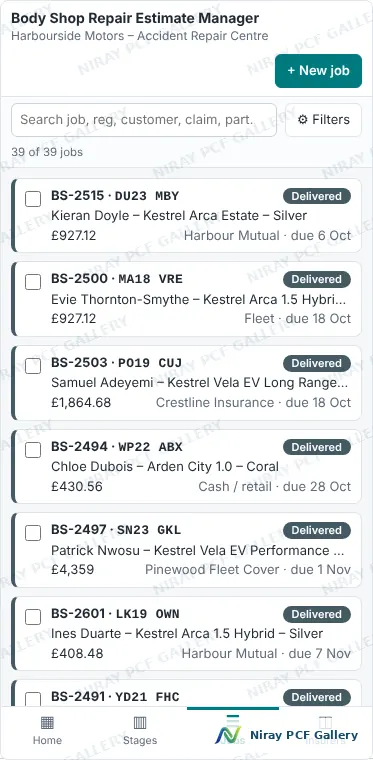 Body Shop Repair Estimate Manager
Harbourside Motors – Accident Repair Centre
+ New job
Search job, reg, customer, claim, part.
⚙ Filters
39 of 39 jobs
BS-2515 · DU23 MBY
Delivered
Kieran Doyle – Kestrel Arca Estate – Silver
£927.12
Harbour Mutual · due 6 Oct
BS-2500 · MA18 VRE
Delivered
Evie Thornton-Smythe – Kestrel Arca 1.5 Hybri...
£927.12
Fleet · due 18 Oct
BS-2503 · PO19 CUJ
Delivered
Samuel Adeyemi – Kestrel Vela EV Long Range...
£1,864.68
Crestline Insurance · due 18 Oct
BS-2494 · WP22 ABX
Delivered
Chloe Dubois – Arden City 1.0 – Coral
£430.56
Cash / retail · due 28 Oct
BS-2497 · SN23 GKL
Delivered
Patrick Nwosu – Kestrel Vela EV Performance ...
£4,359
Pinewood Fleet Cover · due 1 Nov
BS-2601 · LK19 OWN
Delivered
Ines Duarte – Kestrel Arca 1.5 Hybrid – Silver
£408.48
Harbour Mutual · due 7 Nov
BS-2491 · YD21 FHC
Delivered
Home
Stages
Niray PCF Gallery
NIRAY PCF GALLERY